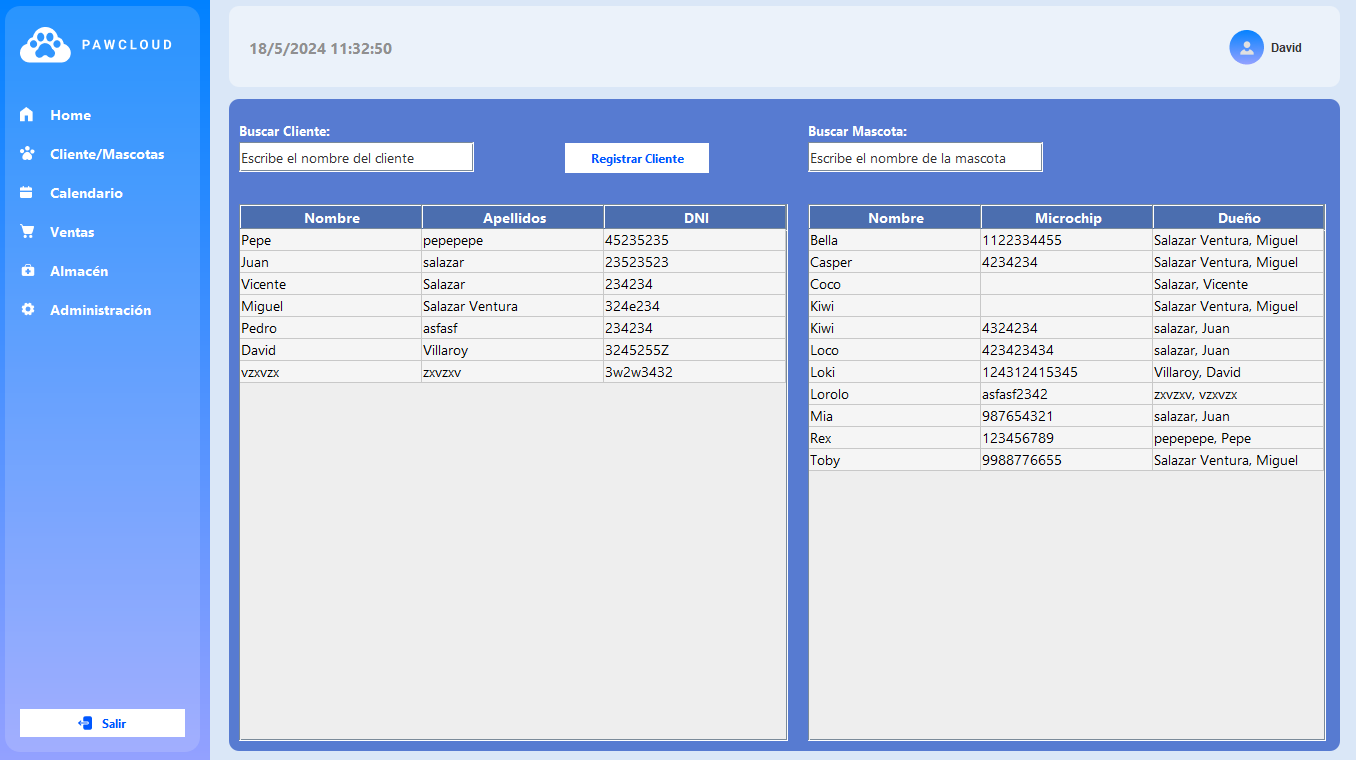 PAWCLOUD
Home
Cliente/Mascotas
Calendario
Ventas
Almacén
Administración
Salir
18/5/2024 11:32:50
David
Buscar Cliente:
Escribe el nombre del cliente
Registrar Cliente
Nombre Apellidos DNI
Pepe pepepepe 45235235
Juan salazar 23523523
Vicente Salazar 234234
Miguel Salazar Ventura 324e234
Pedro asfasf 234234
David Villaroy 3245255Z
vzxvzx zxvzxv 3w2w3432
Buscar Mascota:
Escribe el nombre de la mascota
Nombre Microchip Dueño
Bella 1122334455 Salazar Ventura, Miguel
Casper 4234234 Salazar Ventura, Miguel
Coco Salazar, Vicente
Kiwi Salazar Ventura, Miguel
Kiwi 4324234 salazar, Juan
Loco 423423434 salazar, Juan
Loki 124312415345 Villaroy, David
Lorolo asfasf2342 zxvzxv, vzxvzx
Mia 987654321 salazar, Juan
Rex 123456789 pepepepe, Pepe
Toby 9988776655 Salazar Ventura, Miguel